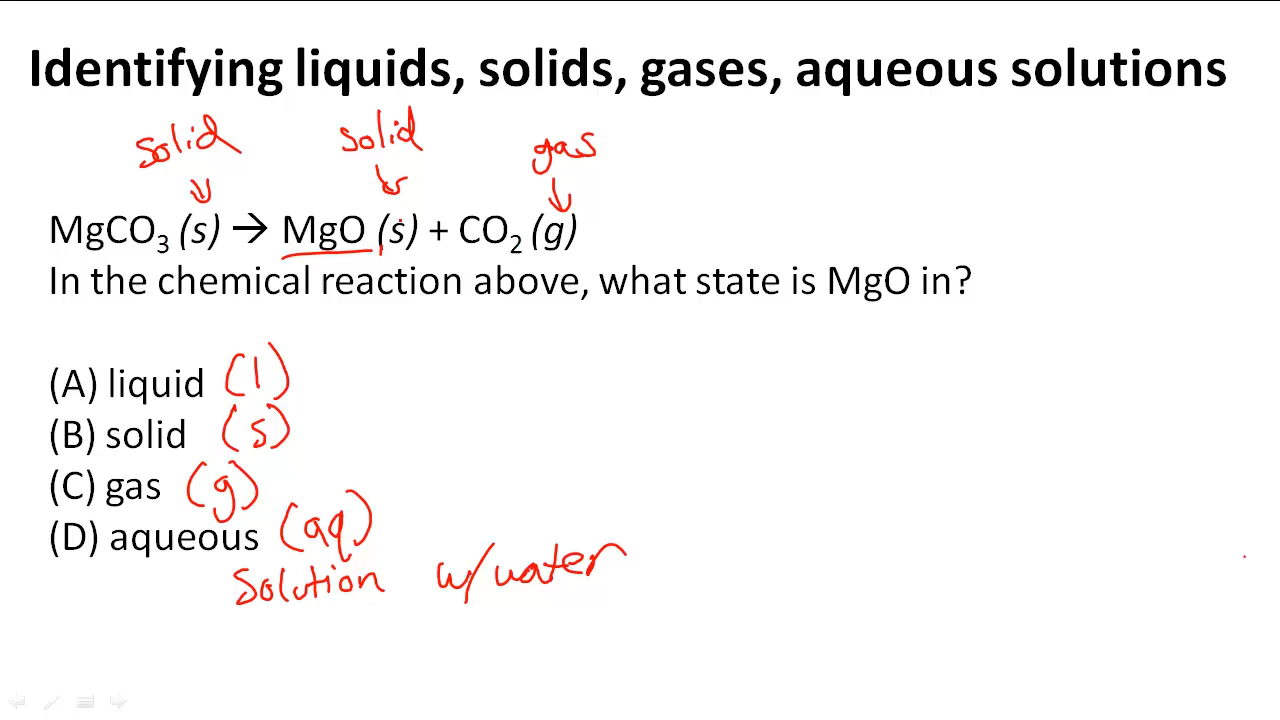 Identifying liquids, solids, gases, aqueous solutions
solid solid gas
MgCO₃ (s) → MgO (s) + CO₂ (g)
In the chemical reaction above, what state is MgO in?
(A) liquid (l)
(B) solid (s)
(C) gas (g)
(D) aqueous (aq)
Solution w/water